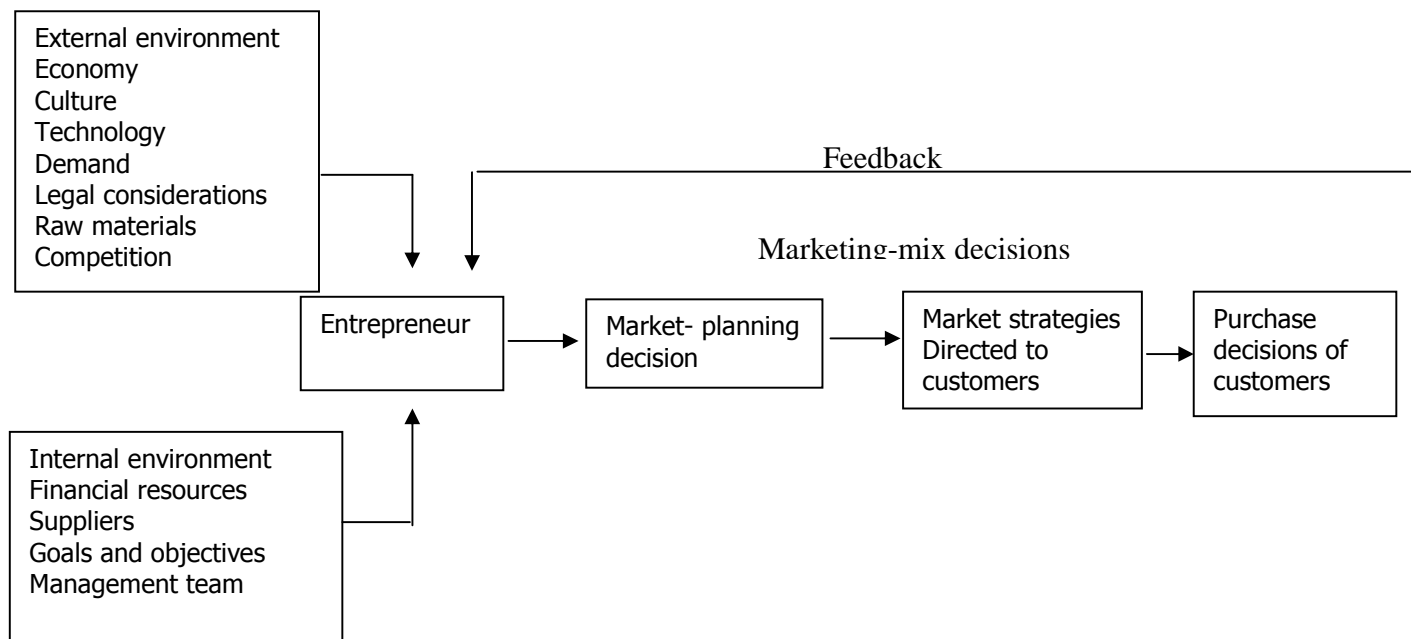 External environment
Economy
Culture
Technology
Demand
Legal considerations
Raw materials
Competition
Feedback
Marketing-mix decisions
Entrepreneur
Market- planning
decision
Market strategies
Directed to
customers
Purchase
decisions of
customers
Internal environment
Financial resources
Suppliers
Goals and objectives
Management team